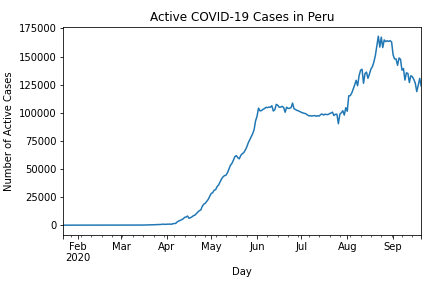 Active COVID-19 Cases in Peru
175000
150000
125000
100000
75000
50000
25000
0
Number of Active Cases
Feb Mar Apr May Jun Jul Aug Sep
2020
Day